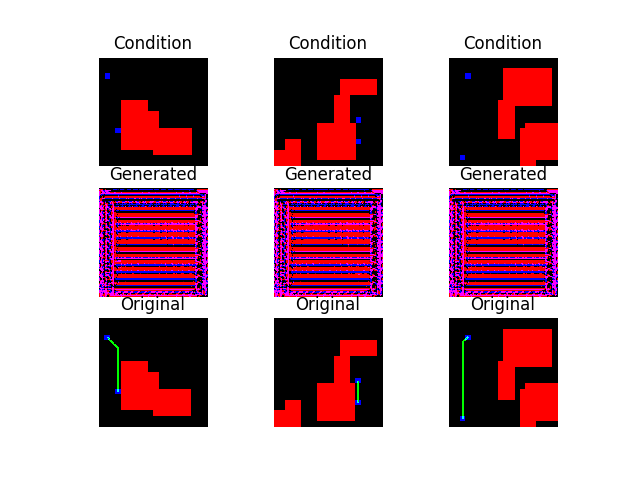 Condition Condition Condition
Generated Generated Generated
Original Original Original